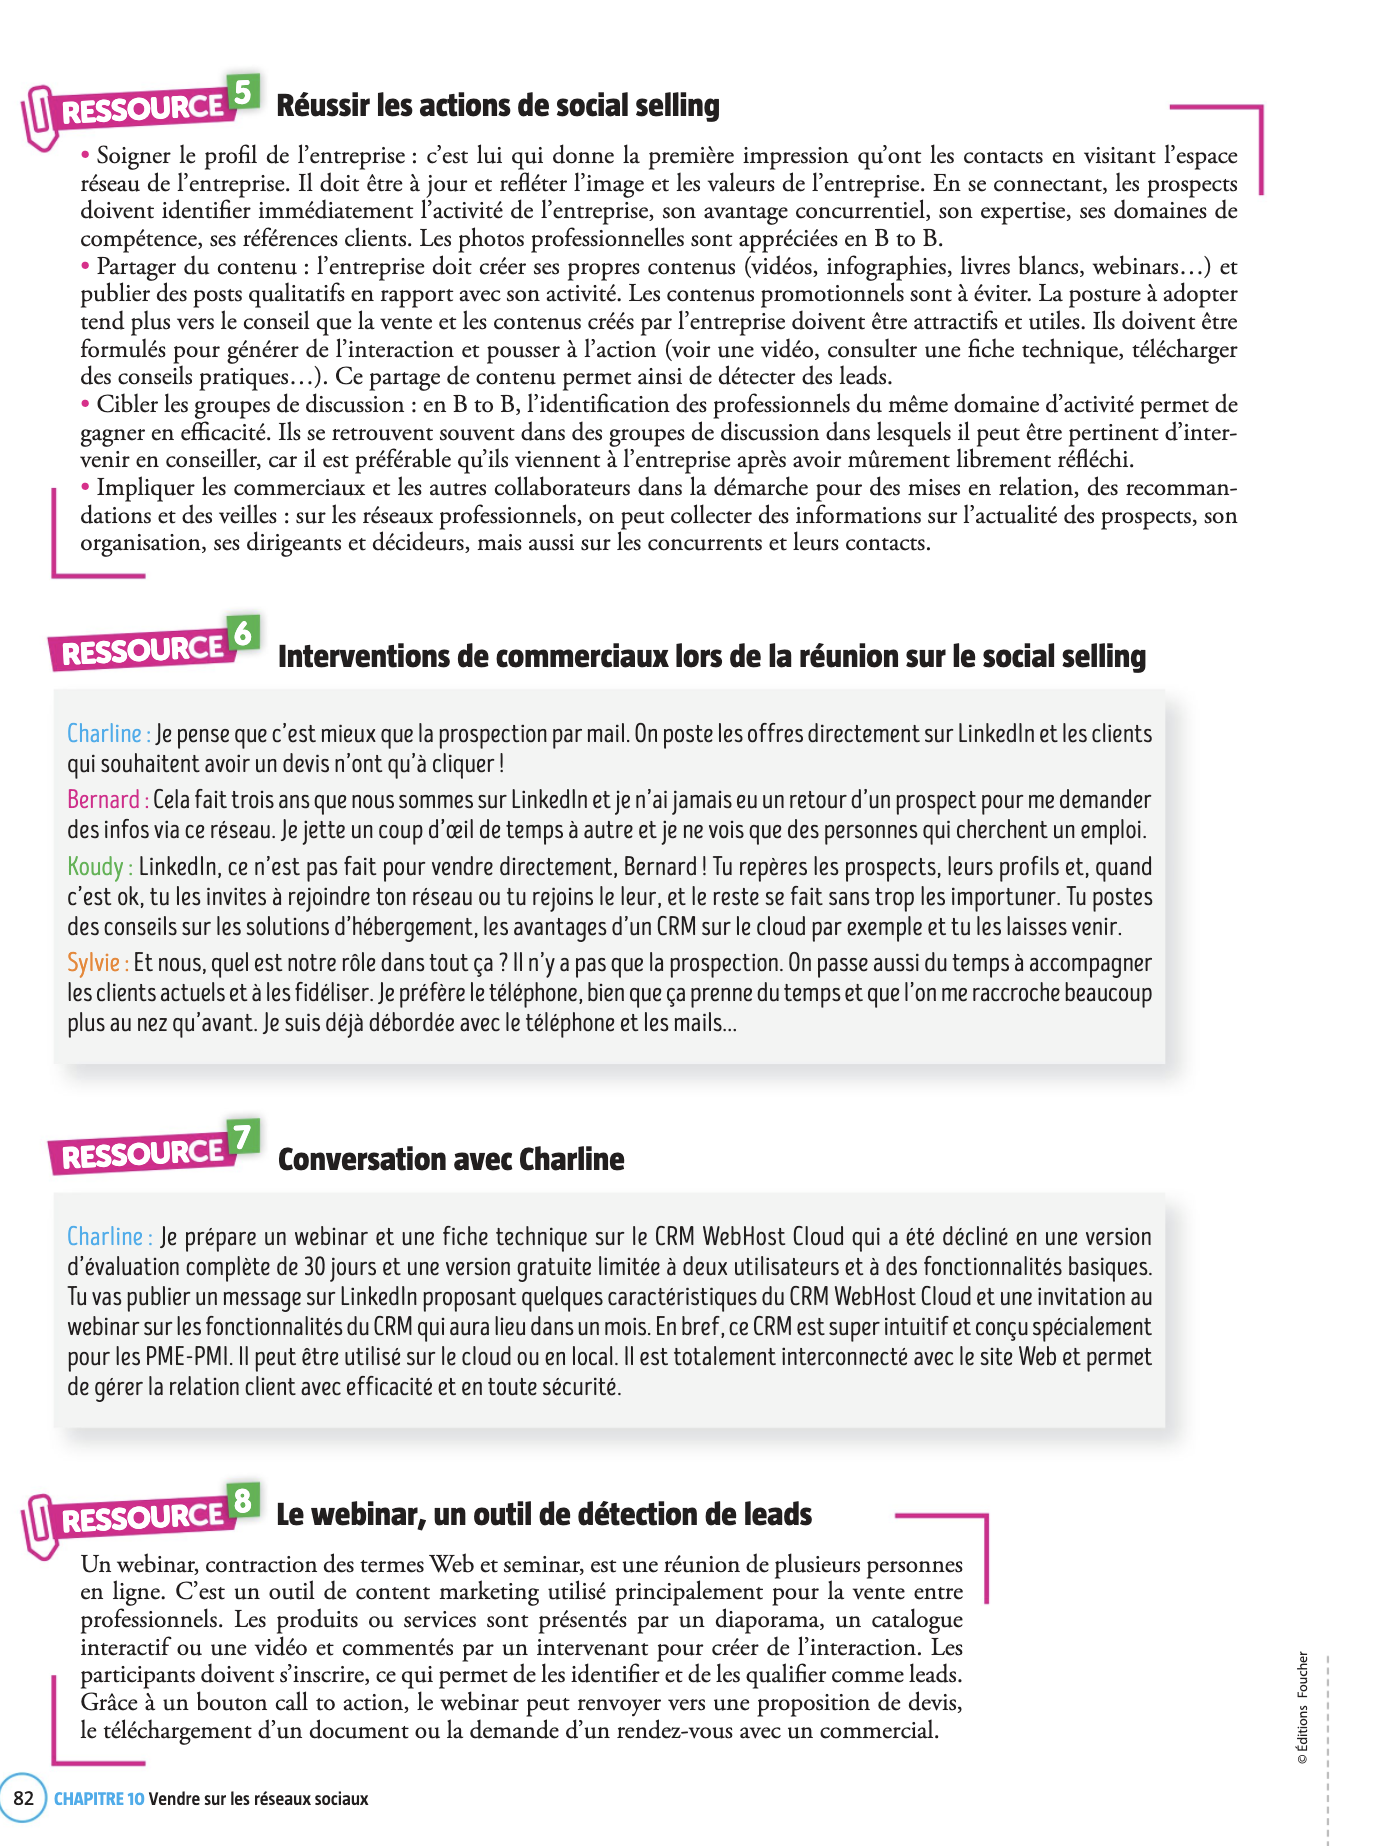 RESSOURCE 5 Réussir les actions de social selling
• Soigner le profil de l'entreprise : c'est lui qui donne la première impression qu'ont les contacts en visitant l'espace
réseau de l'entreprise. Il doit être à jour et refléter l'image et les valeurs de l'entreprise. En se connectant, les prospects
doivent identifier immédiatement l'activité de l'entreprise, son avantage concurrentiel, son expertise, ses domaines de
compétence, ses références clients. Les photos professionnelles sont appréciées en B to B.
• Partager du contenu : l'entreprise doit créer ses propres contenus (vidéos, infographies, livres blancs, webinars…) et
publier des posts qualitatifs en rapport avec son activité. Les contenus promotionnels sont à éviter. La posture à adopter
tend plus vers le conseil que la vente et les contenus créés par l'entreprise doivent être attractifs et utiles. Ils doivent être
formulés pour générer de l'interaction et pousser à l'action (voir une vidéo, consulter une fiche technique, télécharger
des conseils pratiques…). Ce partage de contenu permet ainsi de détecter des leads.
• Cibler les groupes de discussion : en B to B, l'identification des professionnels du même domaine d'activité permet de
gagner en efficacité. Ils se retrouvent souvent dans des groupes de discussion dans lesquels il peut être pertinent d'inter-
venir en conseiller, car il est préférable qu'ils viennent à l'entreprise après avoir mûrement librement réfléchi.
• Impliquer les commerciaux et les autres collaborateurs dans la démarche pour des mises en relation, des recomman-
dations et des veilles : sur les réseaux professionnels, on peut collecter des informations sur l'actualité des prospects, son
organisation, ses dirigeants et décideurs, mais aussi sur les concurrents et leurs contacts.
RESSOURCE 6 Interventions de commerciaux lors de la réunion sur le social selling
Charline : Je pense que c'est mieux que la prospection par mail. On poste les offres directement sur LinkedIn et les clients
qui souhaitent avoir un devis n'ont qu'à cliquer !
Bernard : Cela fait trois ans que nous sommes sur LinkedIn et je n'ai jamais eu un retour d'un prospect pour me demander
des infos via ce réseau. Je jette un coup d'œil de temps à autre et je ne vois que des personnes qui cherchent un emploi.
Koudy : LinkedIn, ce n'est pas fait pour vendre directement, Bernard ! Tu repères les prospects, leurs profils et, quand
c'est ok, tu les invites à rejoindre ton réseau ou tu rejoins le leur, et le reste se fait sans trop les importuner. Tu postes
des conseils sur les solutions d'hébergement, les avantages d'un CRM sur le cloud par exemple et tu les laisses venir.
Sylvie : Et nous, quel est notre rôle dans tout ça ? Il n'y a pas que la prospection. On passe aussi du temps à accompagner
les clients actuels et à les fidéliser. Je préfère le téléphone, bien que ça prenne du temps et que l'on me raccroche beaucoup
plus au nez qu'avant. Je suis déjà débordée avec le téléphone et les mails…
RESSOURCE 7 Conversation avec Charline
Charline : Je prépare un webinar et une fiche technique sur le CRM WebHost Cloud qui a été décliné en une version
d'évaluation complète de 30 jours et une version gratuite limitée à deux utilisateurs et à des fonctionnalités basiques.
Tu vas publier un message sur LinkedIn proposant quelques caractéristiques du CRM WebHost Cloud et une invitation au
webinar sur les fonctionnalités du CRM qui aura lieu dans un mois. En bref, ce CRM est super intuitif et conçu spécialement
pour les PME-PMI. Il peut être utilisé sur le cloud ou en local. Il est totalement interconnecté avec le site Web et permet
de gérer la relation client avec efficacité et en toute sécurité.
RESSOURCE 8 Le webinar, un outil de détection de leads
Un webinar, contraction des termes Web et seminar, est une réunion de plusieurs personnes
en ligne. C'est un outil de content marketing utilisé principalement pour la vente entre
professionnels. Les produits ou services sont présentés par un diaporama, un catalogue
interactif ou une vidéo et commentés par un intervenant pour créer de l'interaction. Les
participants doivent s'inscrire, ce qui permet de les identifier et de les qualifier comme leads.
Grâce à un bouton call to action, le webinar peut renvoyer vers une proposition de devis,
le téléchargement d'un document ou la demande d'un rendez-vous avec un commercial.
© Éditions Foucher
82 CHAPITRE 10 Vendre sur les réseaux sociaux